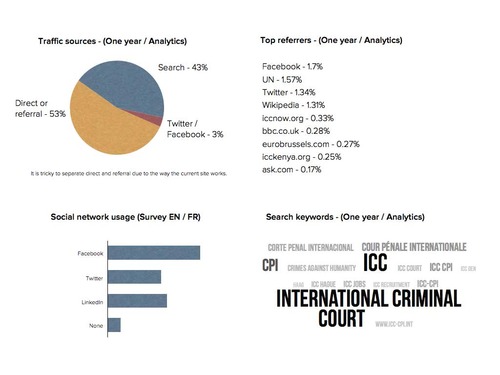 Traffic sources - (One year / Analytics)
Search - 43%
Direct or
referral - 53%
Twitter /
Facebook - 3%
It is tricky to separate direct and referral due to the way the current site works.
Top referrers - (One year / Analytics)
Facebook - 1.7%
UN - 1.57%
Twitter - 1.34%
Wikipedia - 1.31%
iccnow.org - 0.33%
bbc.co.uk - 0.28%
eurobrussels.com - 0.27%
icckenya.org - 0.25%
ask.com - 0.17%
Social network usage (Survey EN / FR)
Facebook
Twitter
LinkedIn
None
Search keywords - (One year / Analytics)
CORTE PENAL INTERNACIONAL COUR PÉNALE INTERNATIONALE
CPI CRIMES AGAINST HUMANITY ICC ICC COURT ICC CPI
ICC HAGUE ICC JOBS ICC RECRUITMENT ICC-CPI
INTERNATIONAL CRIMINAL
COURT WWW.ICC-CPI.INT